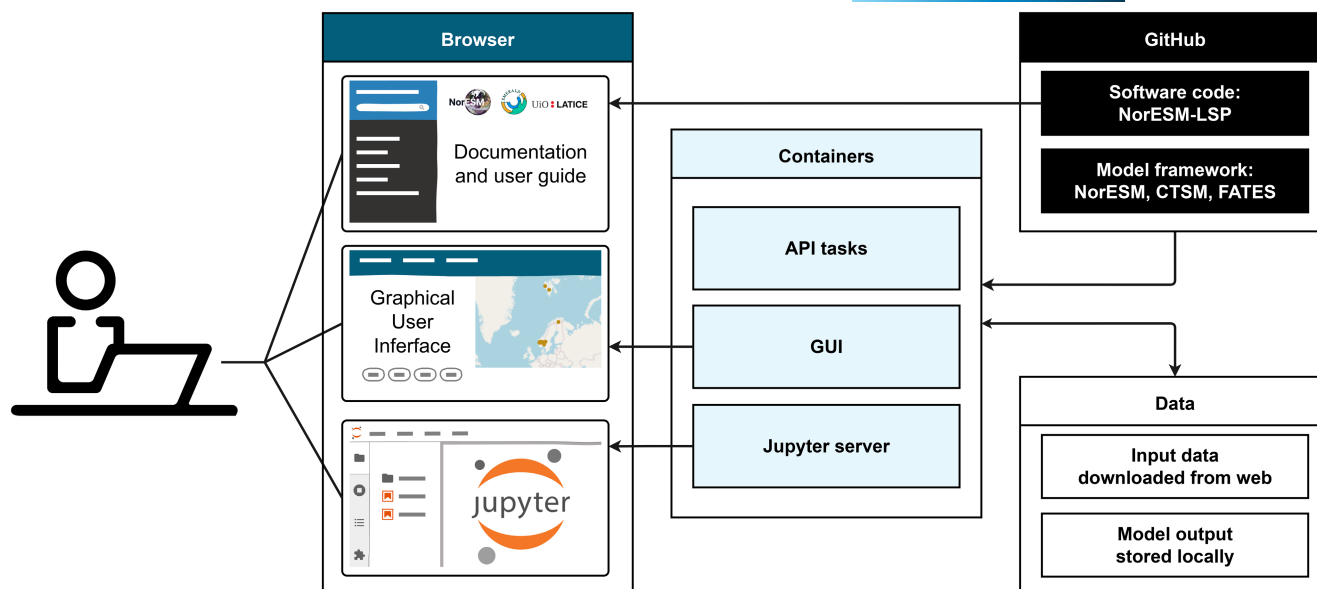 Browser
NorESM
EMERALD
UiO:LATICE
Documentation
and user guide
Graphical
User
Inferface
jupyter
Containers
API tasks
GUI
Jupyter server
GitHub
Software code:
NorESM-LSP
Model framework:
NorESM, CTSM, FATES
Data
Input data
downloaded from web
Model output
stored locally